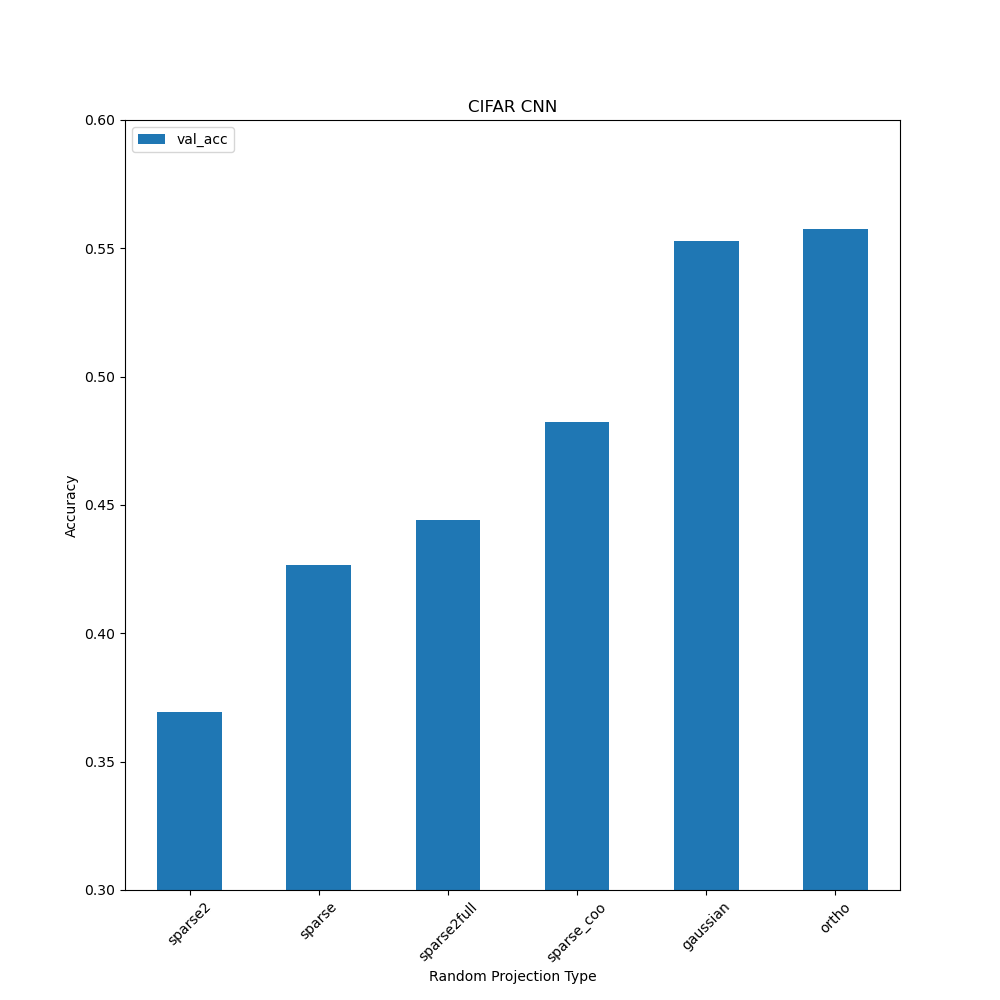 CIFAR CNN
val_acc
0.60
0.55
0.50
0.45
0.40
0.35
0.30
Accuracy
sparse2
sparse
sparse2full
sparse_coo
gaussian
ortho
Random Projection Type